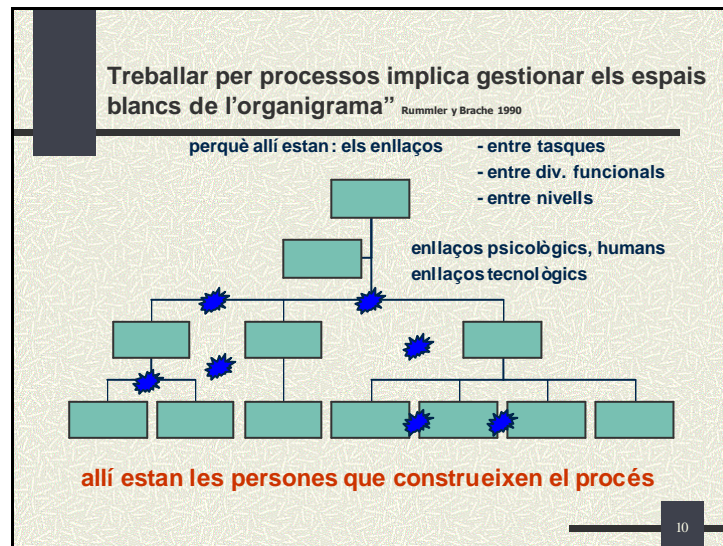 Treballar per processos implica gestionar els espais
blancs de l'organigrama” Rummler y Brache 1990
perquè allí estan: els enllaços - entre tasques
- entre div. funcionals
- entre nivells
enllaços psicològics, humans
enllaços tecnològics
allí estan les persones que construeixen el procés
10